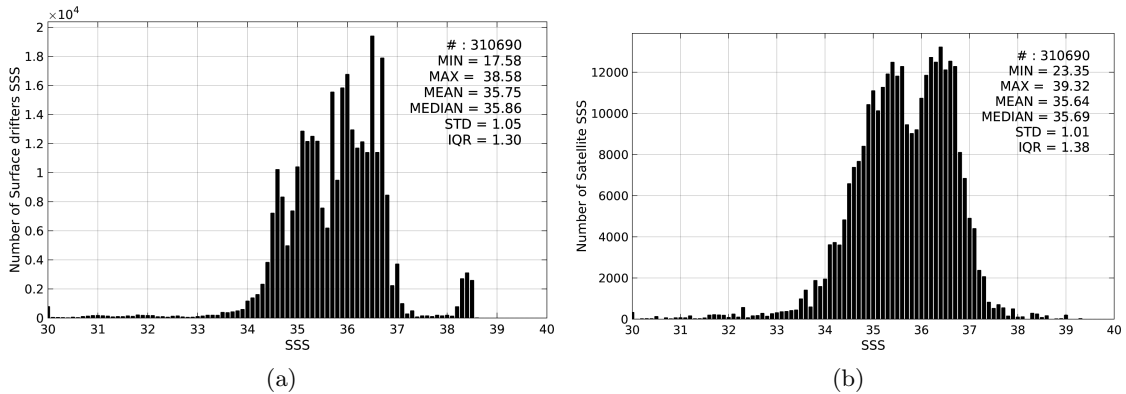 ×10⁴
Number of Surface drifters SSS
2
1.8
1.6
1.4
1.2
1
0.8
0.6
0.4
0.2
0
# : 310690
MIN = 17.58
MAX = 38.58
MEAN = 35.75
MEDIAN = 35.86
STD = 1.05
IQR = 1.30
30 31 32 33 34 35 36 37 38 39 40
SSS
(a)
Number of Satellite SSS
12000
10000
8000
6000
4000
2000
0
# : 310690
MIN = 23.35
MAX = 39.32
MEAN = 35.64
MEDIAN = 35.69
STD = 1.01
IQR = 1.38
30 31 32 33 34 35 36 37 38 39 40
SSS
(b)